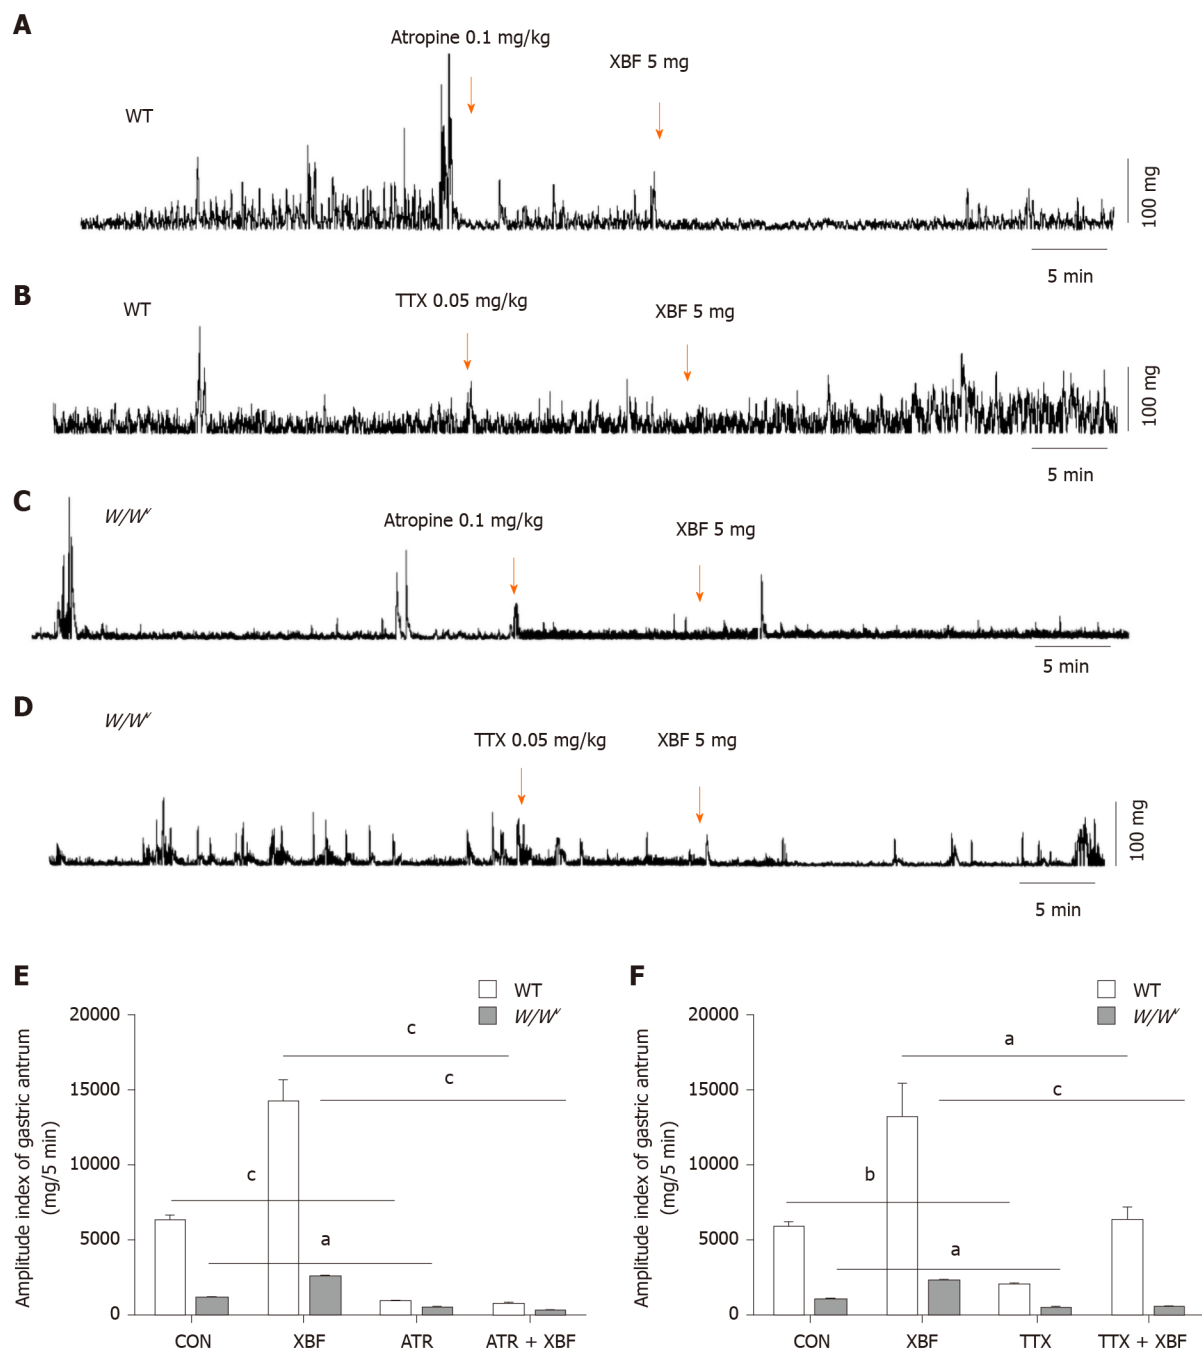 A
Atropine 0.1 mg/kg
XBF 5 mg
WT
100 mg
5 min
B
WT
TTX 0.05 mg/kg
XBF 5 mg
100 mg
5 min
C
W/Wᵛ
Atropine 0.1 mg/kg
XBF 5 mg
5 min
D
W/Wᵛ
TTX 0.05 mg/kg
XBF 5 mg
100 mg
5 min
E
WT
W/Wᵛ
Amplitude index of gastric antrum
(mg/5 min)
20000
15000
10000
5000
0
c
c
c
a
CON
XBF
ATR
ATR + XBF
F
WT
W/Wᵛ
Amplitude index of gastric antrum
(mg/5 min)
20000
15000
10000
5000
0
a
c
b
a
CON
XBF
TTX
TTX + XBF